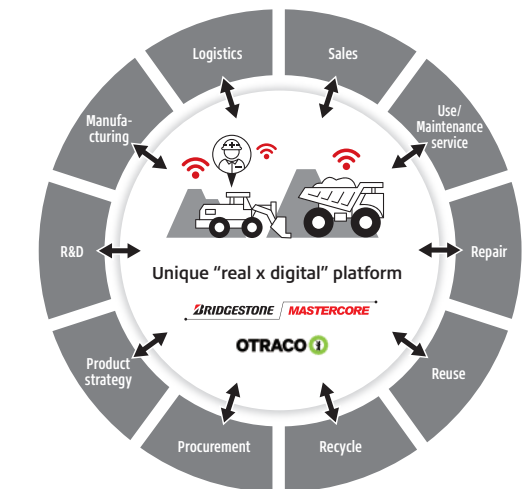 Logistics
Sales
Manufa-
cturing
Use/
Maintenance
service
R&D
Repair
Unique “real x digital” platform
BRIDGESTONE MASTERCORE
OTRACO
Product
strategy
Reuse
Procurement
Recycle